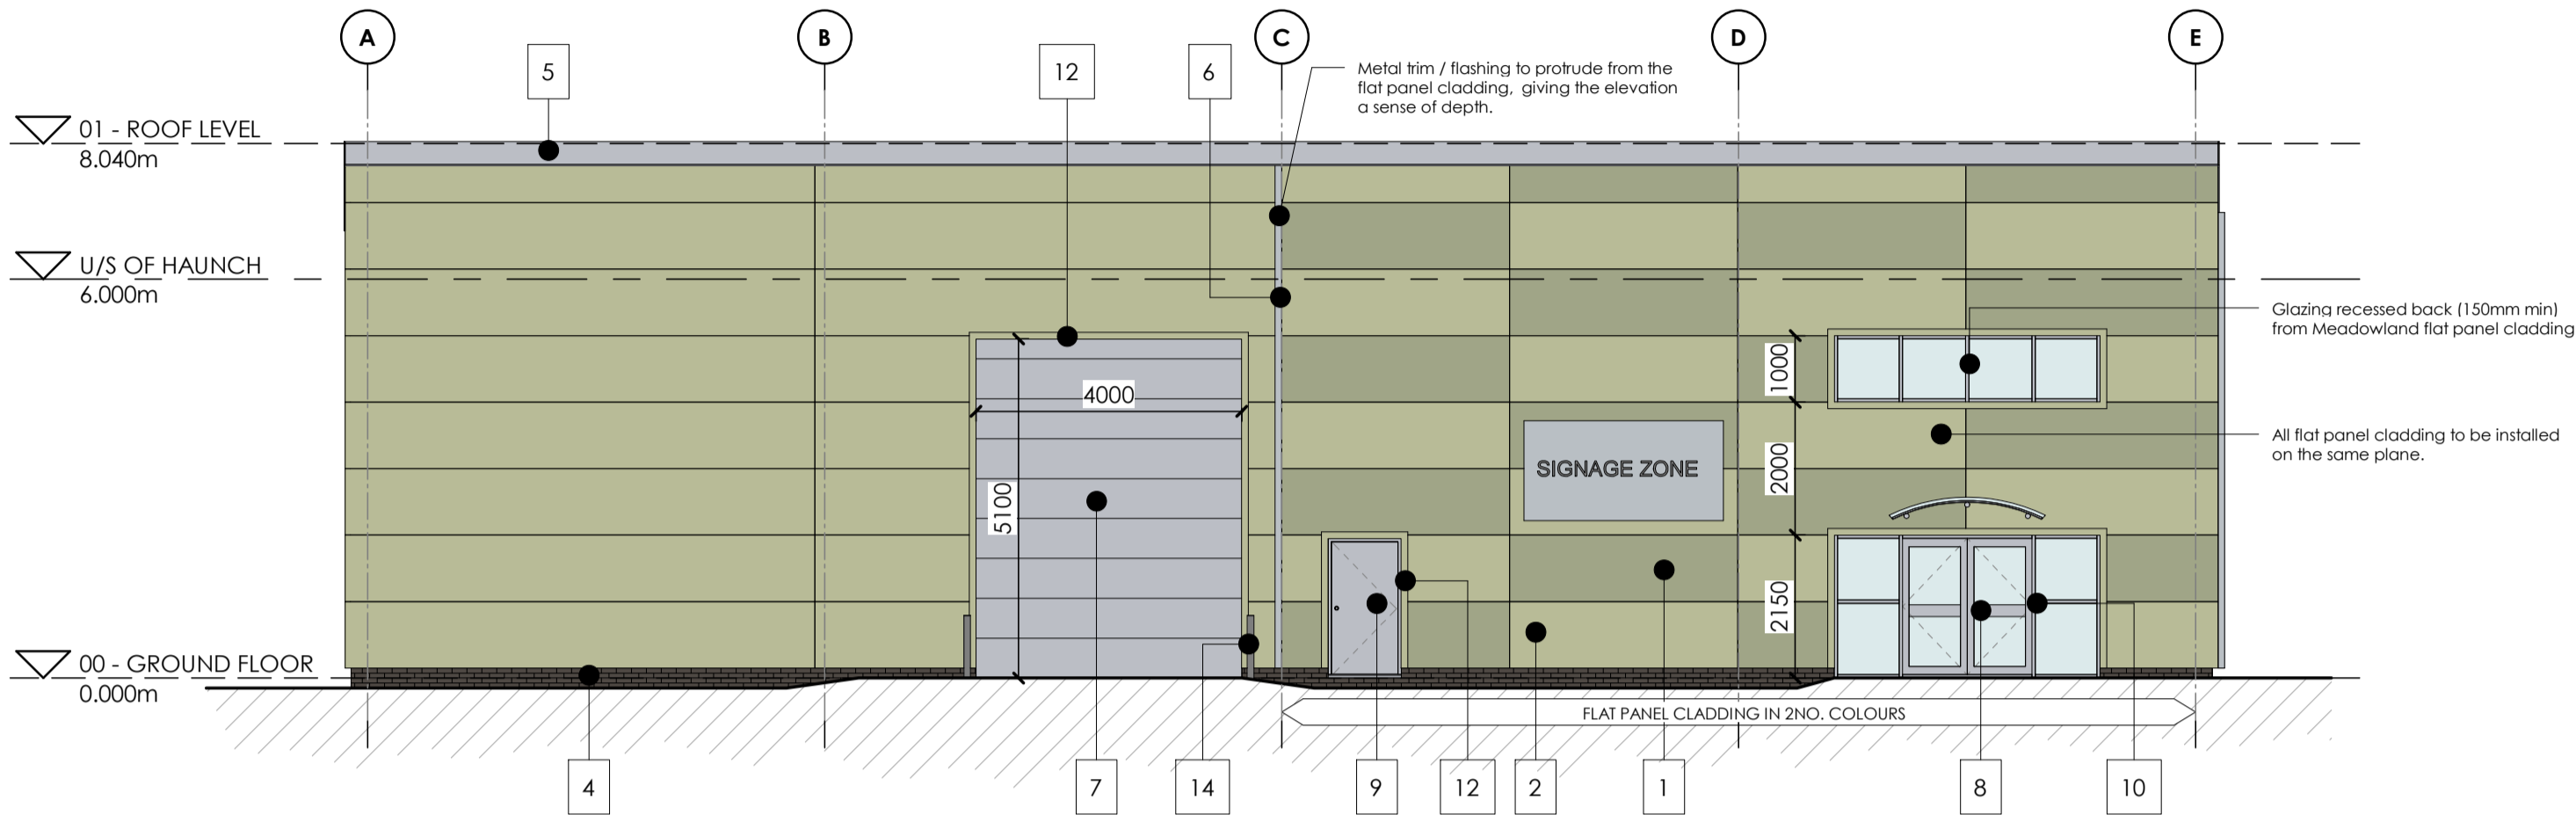 A
B
C
D
E
5
12
6
Metal trim / flashing to protrude from the
flat panel cladding, giving the elevation
a sense of depth.
01 - ROOF LEVEL
8.040m
U/S OF HAUNCH
6.000m
Glazing recessed back (150mm min)
from Meadowland flat panel cladding
1000
4000
All flat panel cladding to be installed
on the same plane.
SIGNAGE ZONE
2000
5100
2150
00 - GROUND FLOOR
0.000m
FLAT PANEL CLADDING IN 2NO. COLOURS
4
7
14
9
12
2
1
8
10